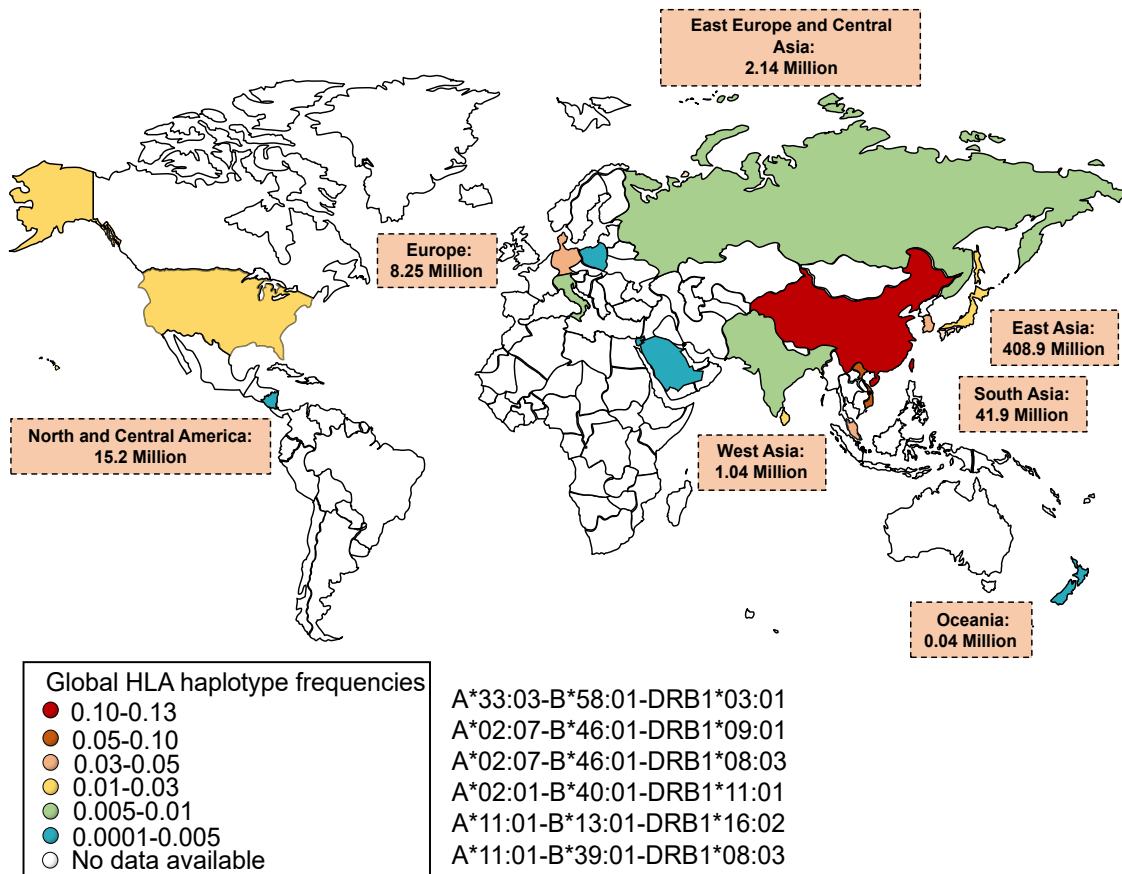 East Europe and Central
Asia:
2.14 Million
Europe:
8.25 Million
East Asia:
408.9 Million
South Asia:
41.9 Million
North and Central America:
15.2 Million
West Asia:
1.04 Million
Oceania:
0.04 Million
Global HLA haplotype frequencies
0.10-0.13
0.05-0.10
0.03-0.05
0.01-0.03
0.005-0.01
0.0001-0.005
No data available
A*33:03-B*58:01-DRB1*03:01
A*02:07-B*46:01-DRB1*09:01
A*02:07-B*46:01-DRB1*08:03
A*02:01-B*40:01-DRB1*11:01
A*11:01-B*13:01-DRB1*16:02
A*11:01-B*39:01-DRB1*08:03